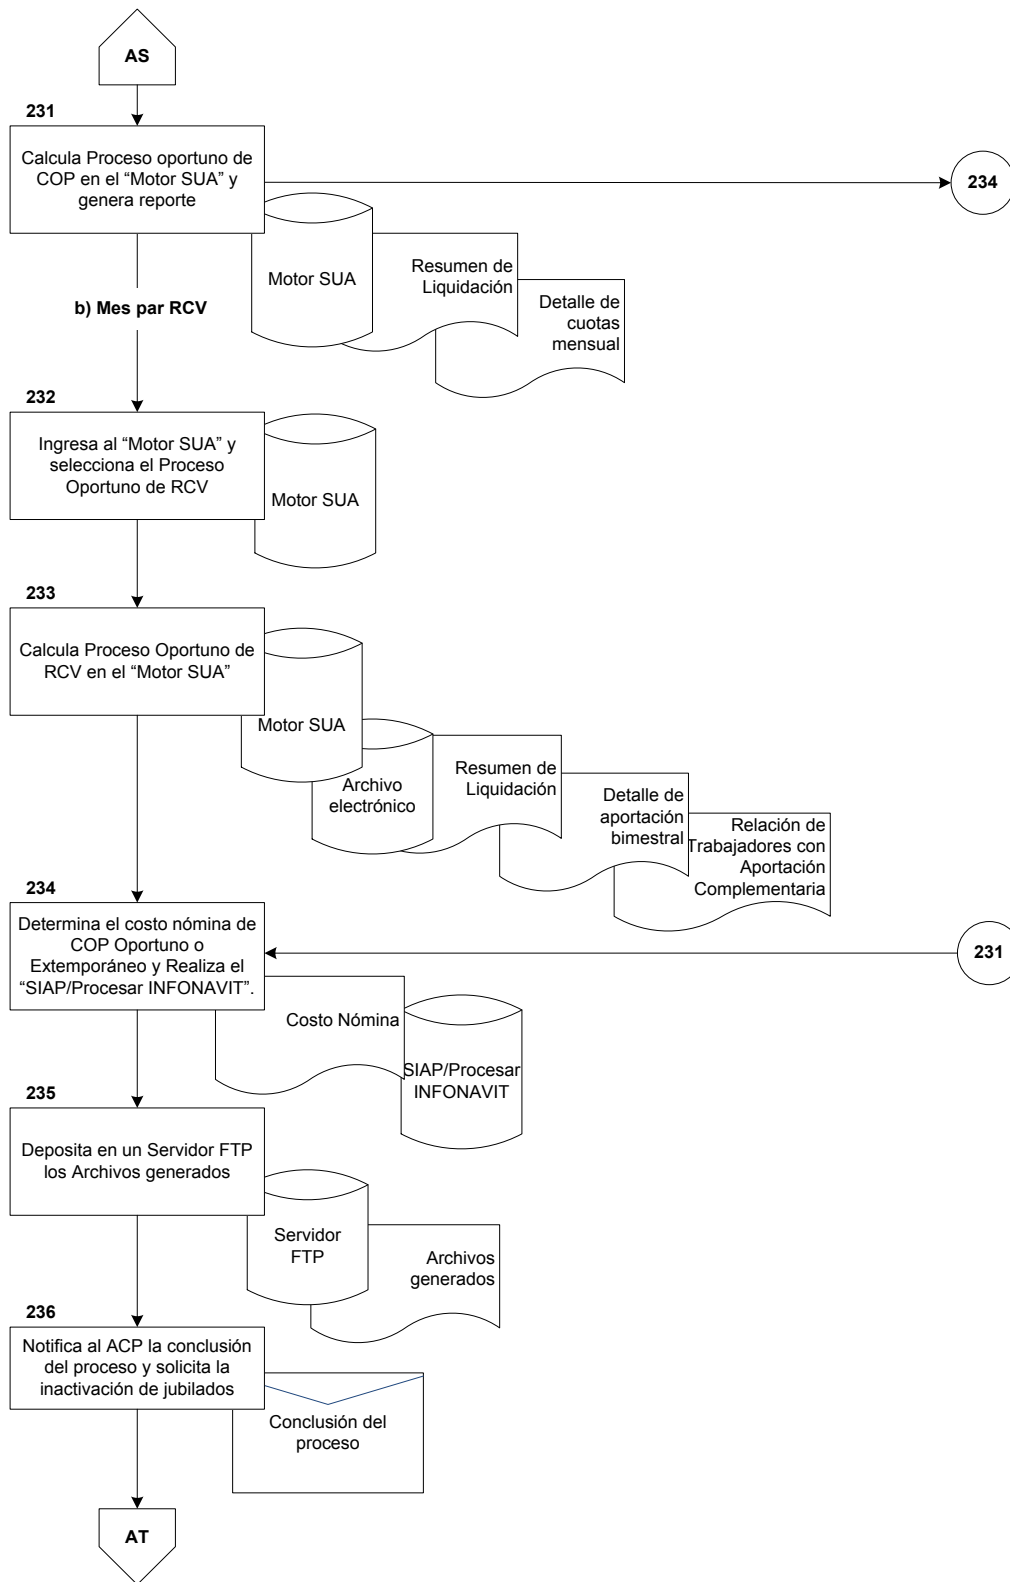 AS
231
Calcula Proceso oportuno de
COP en el “Motor SUA” y
genera reporte
234
Motor SUA
Resumen de
Liquidación
Detalle de
cuotas
mensual
b) Mes par RCV
232
Ingresa al “Motor SUA” y
selecciona el Proceso
Oportuno de RCV
Motor SUA
233
Calcula Proceso Oportuno de
RCV en el “Motor SUA”
Motor SUA
Archivo
electrónico
Resumen de
Liquidación
Detalle de
aportación
bimestral
Relación de
Trabajadores con
Aportación
Complementaria
234
Determina el costo nómina de
COP Oportuno o
Extemporáneo y Realiza el
“SIAP/Procesar INFONAVIT”.
231
Costo Nómina
SIAP/Procesar
INFONAVIT
235
Deposita en un Servidor FTP
los Archivos generados
Servidor
FTP
Archivos
generados
236
Notifica al ACP la conclusión
del proceso y solicita la
inactivación de jubilados
Conclusión del
proceso
AT